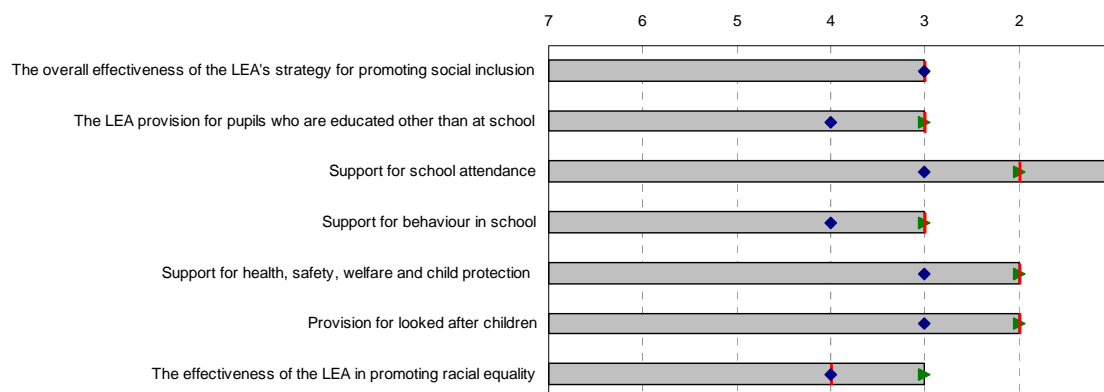 7 6 5 4 3 2
The overall effectiveness of the LEA's strategy for promoting social inclusion
The LEA provision for pupils who are educated other than at school
Support for school attendance
Support for behaviour in school
Support for health, safety, welfare and child protection
Provision for looked after children
The effectiveness of the LEA in promoting racial equality